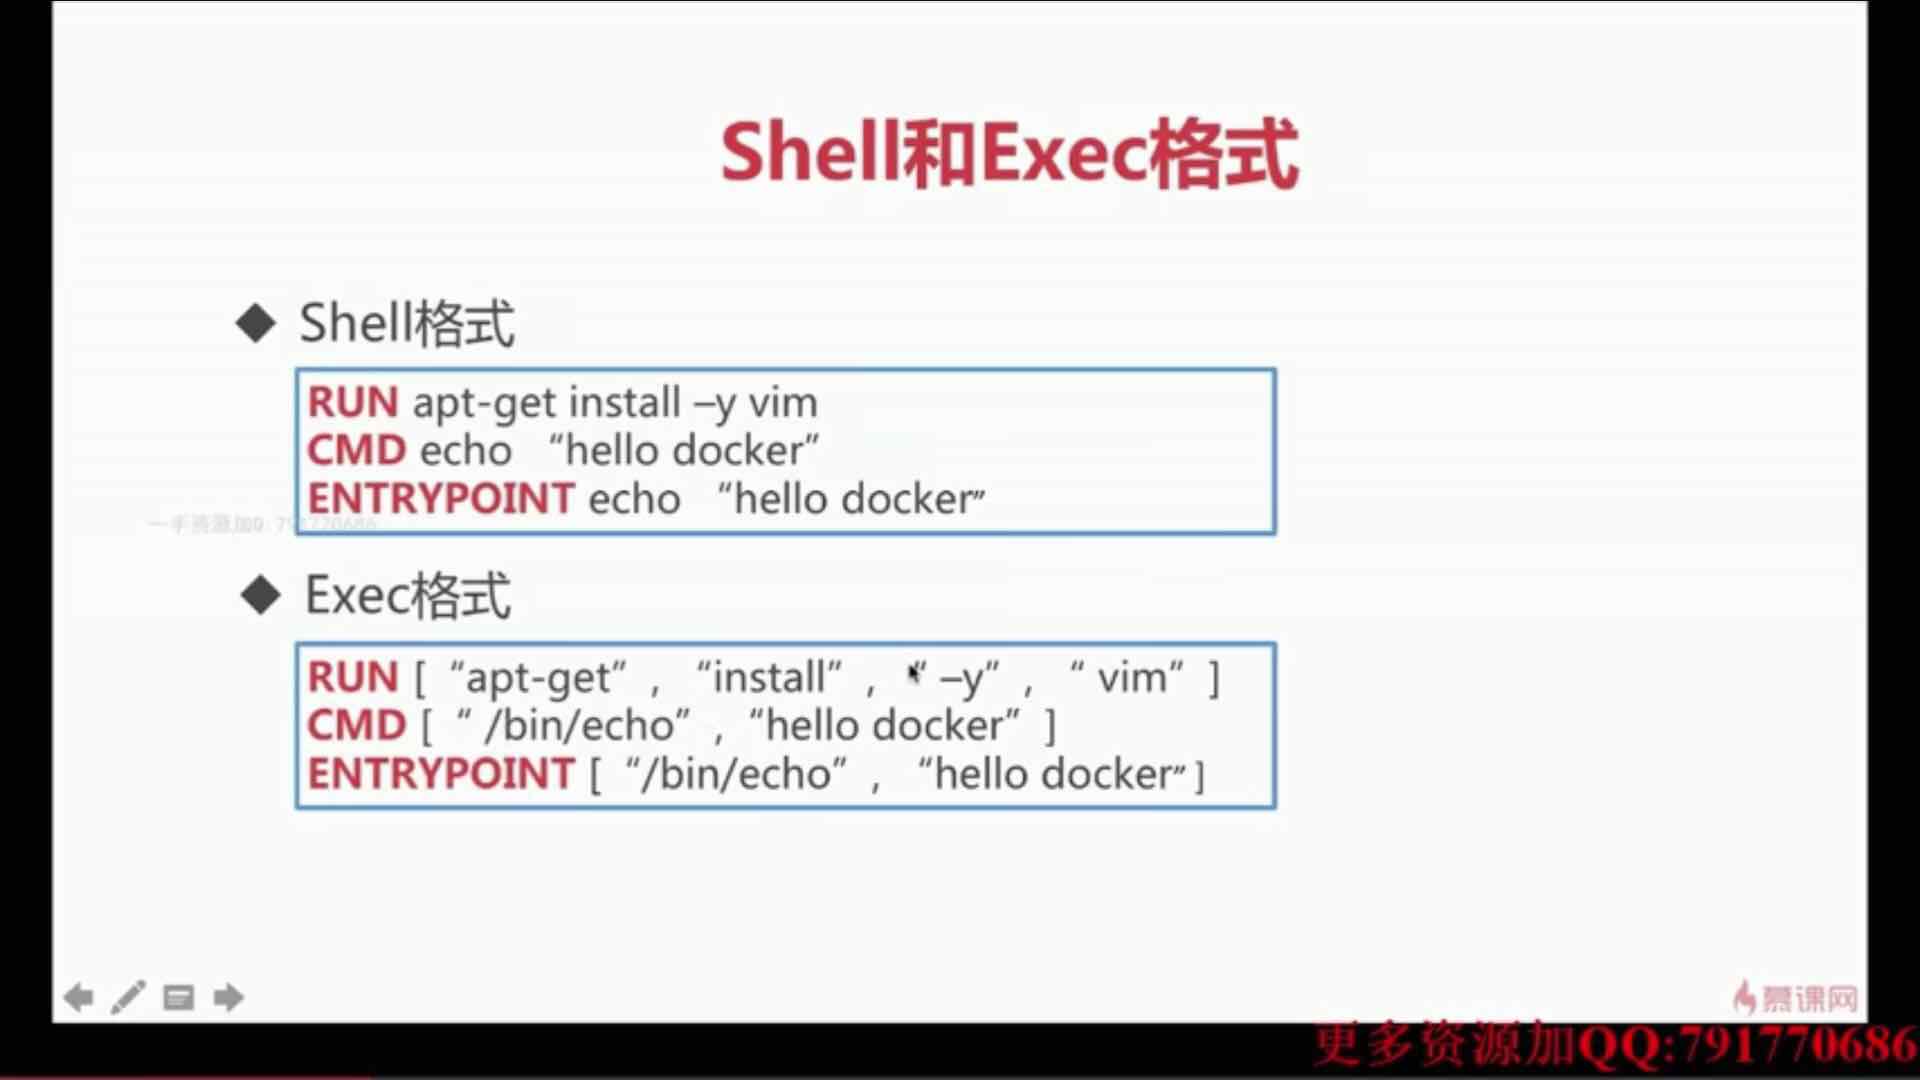 Shell和Exec格式
◆ Shell格式
RUN apt-get install –y vim
CMD echo “hello docker”
ENTRYPOINT echo “hello docker”
一手资源加Q:791770686
◆ Exec格式
RUN [ “apt-get” , “install” , “ –y” , “ vim” ]
CMD [ “ /bin/echo” , “hello docker” ]
ENTRYPOINT [ “/bin/echo” , “hello docker” ]
慕课网
更多资源加QQ:791770686